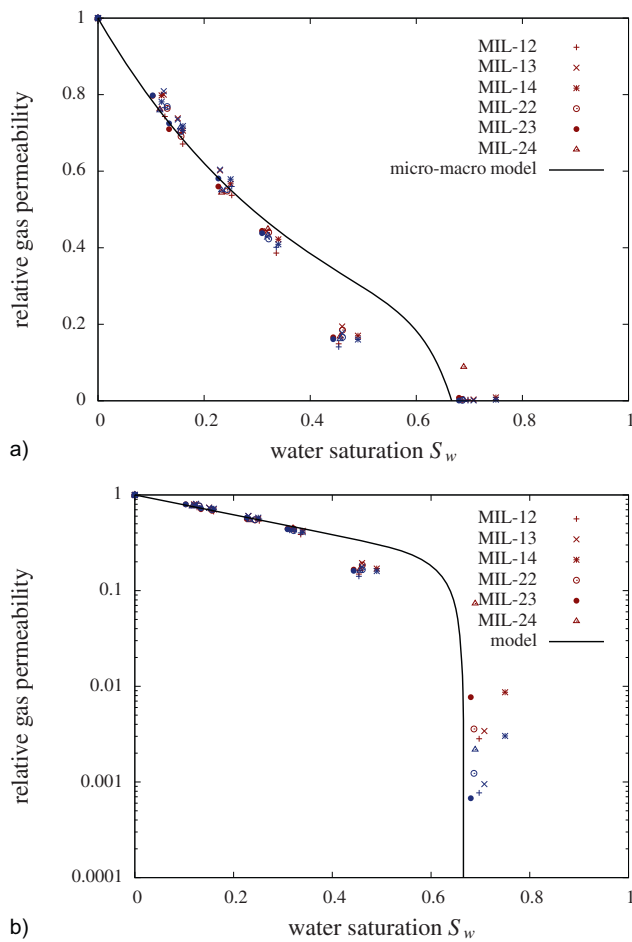 1
0.8
0.6
0.4
0.2
0
0
0.2
0.4
0.6
0.8
1
relative gas permeability
water saturation S_w
MIL-12
MIL-13
MIL-14
MIL-22
MIL-23
MIL-24
micro-macro model
a)
1
0.1
0.01
0.001
0.0001
0
0.2
0.4
0.6
0.8
1
relative gas permeability
water saturation S_w
MIL-12
MIL-13
MIL-14
MIL-22
MIL-23
MIL-24
model
b)